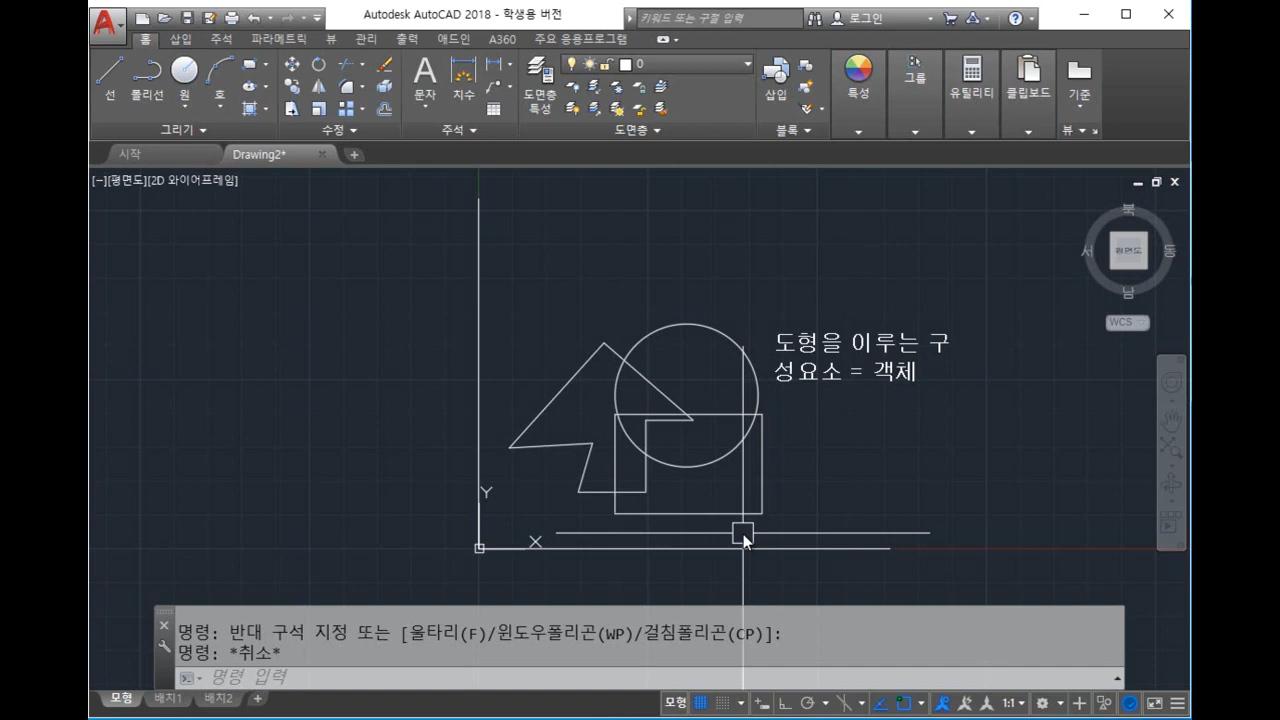 Autodesk AutoCAD 2018 - 학생용 버전
키워드 또는 구절 입력
로그인
홈 삽입 주석 파라메트릭 뷰 관리 출력 애드인 A360 주요 응용프로그램
선 폴리선 원 호
문자 치수
도면층 특성
0
삽입
특성
그룹
유틸리티
클립보드
기준
그리기 수정 주석 도면층 블록 뷰
시작 Drawing2*
[−][평면도][2D 와이어프레임]
북
서 평면도 동
남
WCS
도형을 이루는 구
성요소 = 객체
Y
X
명령: 반대 구석 지정 또는 [울타리(F)/윈도우폴리곤(WP)/걸침폴리곤(CP)]:
명령: *취소*
명령 입력
모형 배치1 배치2 +
모형 1:1